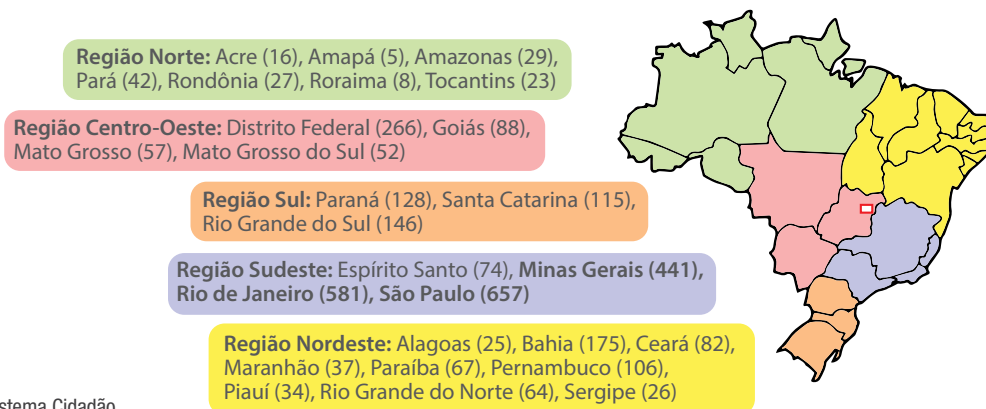 Região Norte: Acre (16), Amapá (5), Amazonas (29),
Pará (42), Rondônia (27), Roraima (8), Tocantins (23)
Região Centro-Oeste: Distrito Federal (266), Goiás (88),
Mato Grosso (57), Mato Grosso do Sul (52)
Região Sul: Paraná (128), Santa Catarina (115),
Rio Grande do Sul (146)
Região Sudeste: Espírito Santo (74), Minas Gerais (441),
Rio de Janeiro (581), São Paulo (657)
Região Nordeste: Alagoas (25), Bahia (175), Ceará (82),
Maranhão (37), Paraíba (67), Pernambuco (106),
Piauí (34), Rio Grande do Norte (64), Sergipe (26)
Cidadão